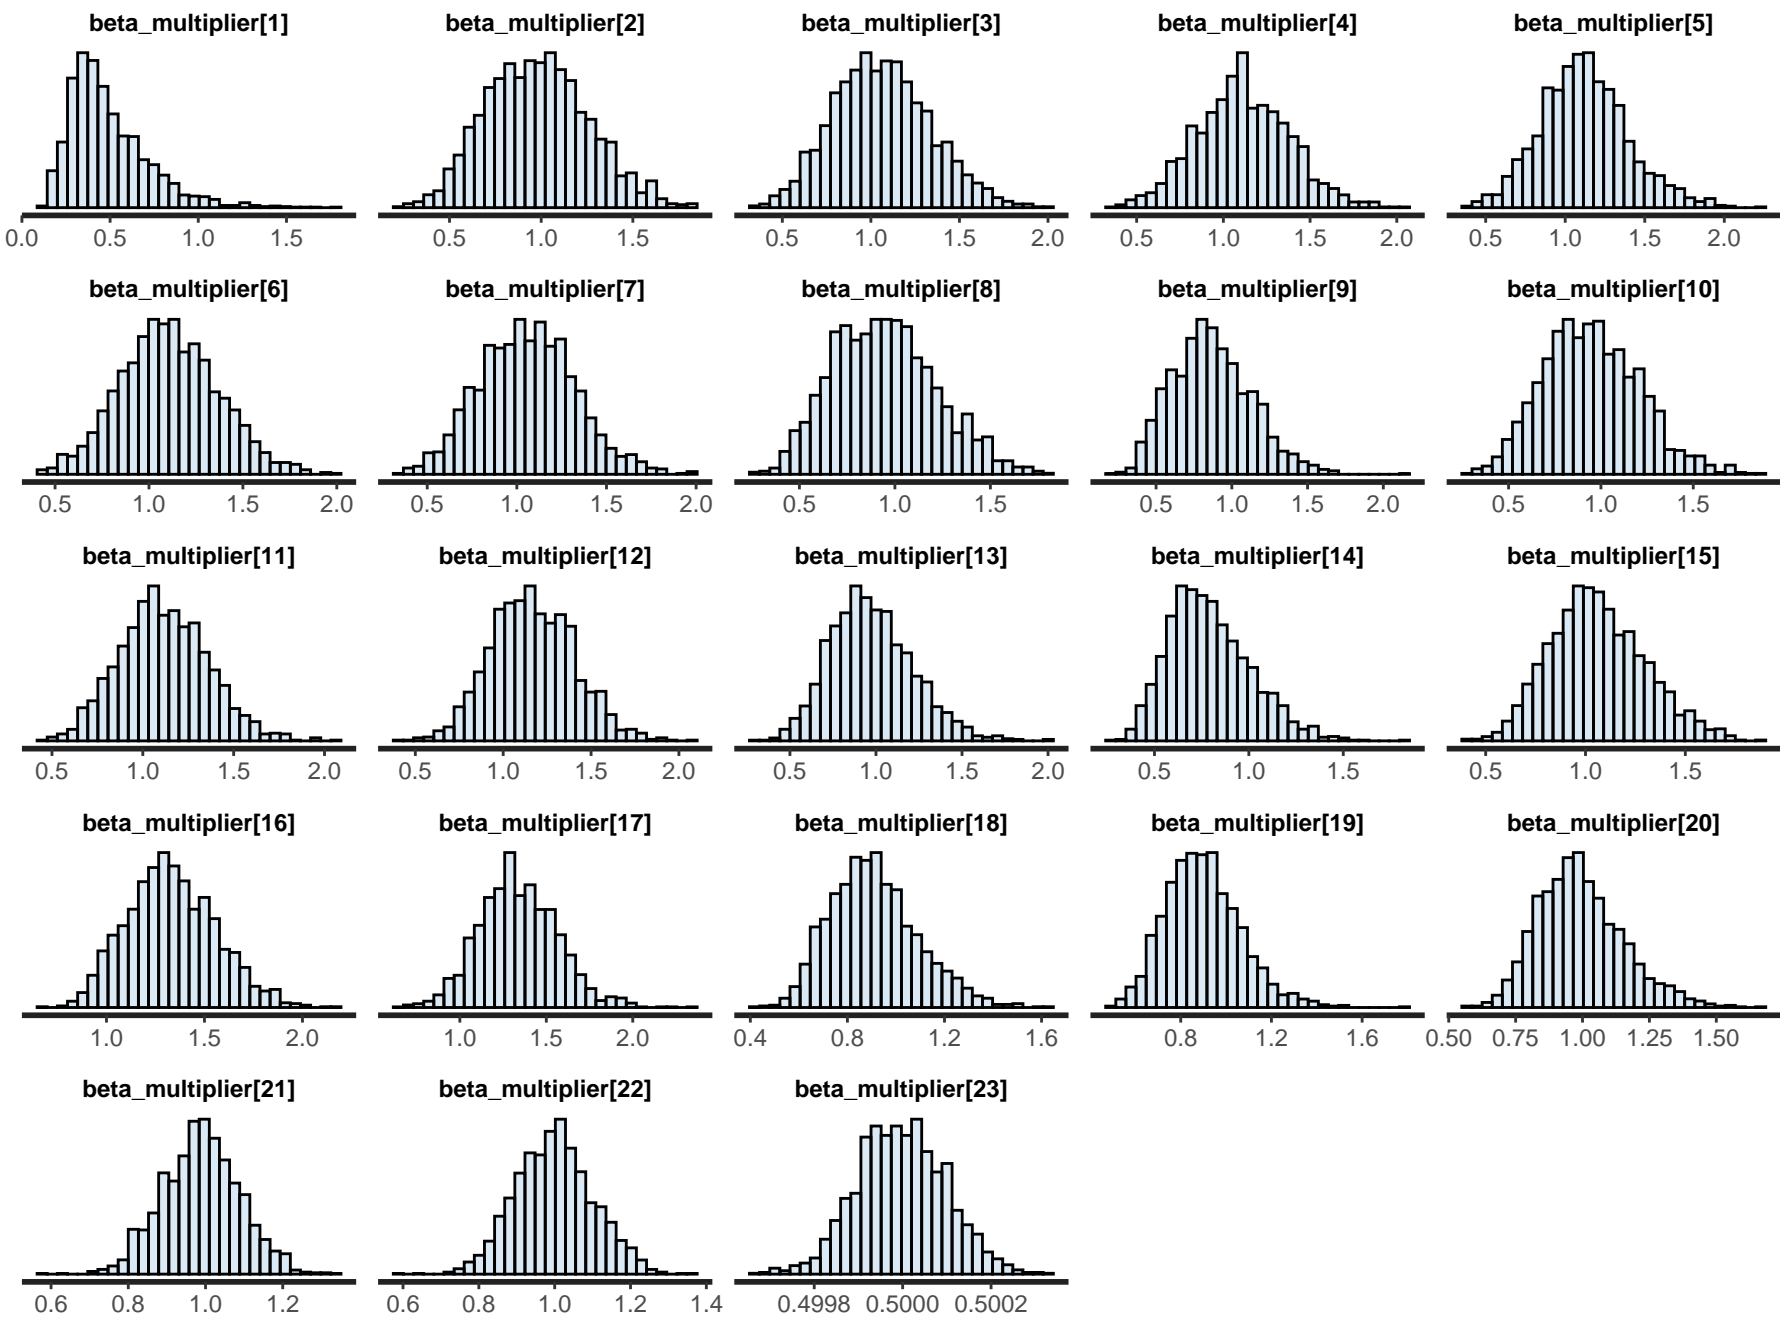 beta_multiplier[1] beta_multiplier[2] beta_multiplier[3] beta_multiplier[4] beta_multiplier[5]
0.0 0.5 1.0 1.5 0.5 1.0 1.5 0.5 1.0 1.5 2.0 0.5 1.0 1.5 2.0 0.5 1.0 1.5 2.0
beta_multiplier[6] beta_multiplier[7] beta_multiplier[8] beta_multiplier[9] beta_multiplier[10]
0.5 1.0 1.5 2.0 0.5 1.0 1.5 2.0 0.5 1.0 1.5 0.5 1.0 1.5 2.0 0.5 1.0 1.5
beta_multiplier[11] beta_multiplier[12] beta_multiplier[13] beta_multiplier[14] beta_multiplier[15]
0.5 1.0 1.5 2.0 0.5 1.0 1.5 2.0 0.5 1.0 1.5 2.0 0.5 1.0 1.5 0.5 1.0 1.5
beta_multiplier[16] beta_multiplier[17] beta_multiplier[18] beta_multiplier[19] beta_multiplier[20]
1.0 1.5 2.0 1.0 1.5 2.0 0.4 0.8 1.2 1.6 0.8 1.2 1.6 0.50 0.75 1.00 1.25 1.50
beta_multiplier[21] beta_multiplier[22] beta_multiplier[23]
0.6 0.8 1.0 1.2 0.6 0.8 1.0 1.2 1.4 0.4998 0.5000 0.5002